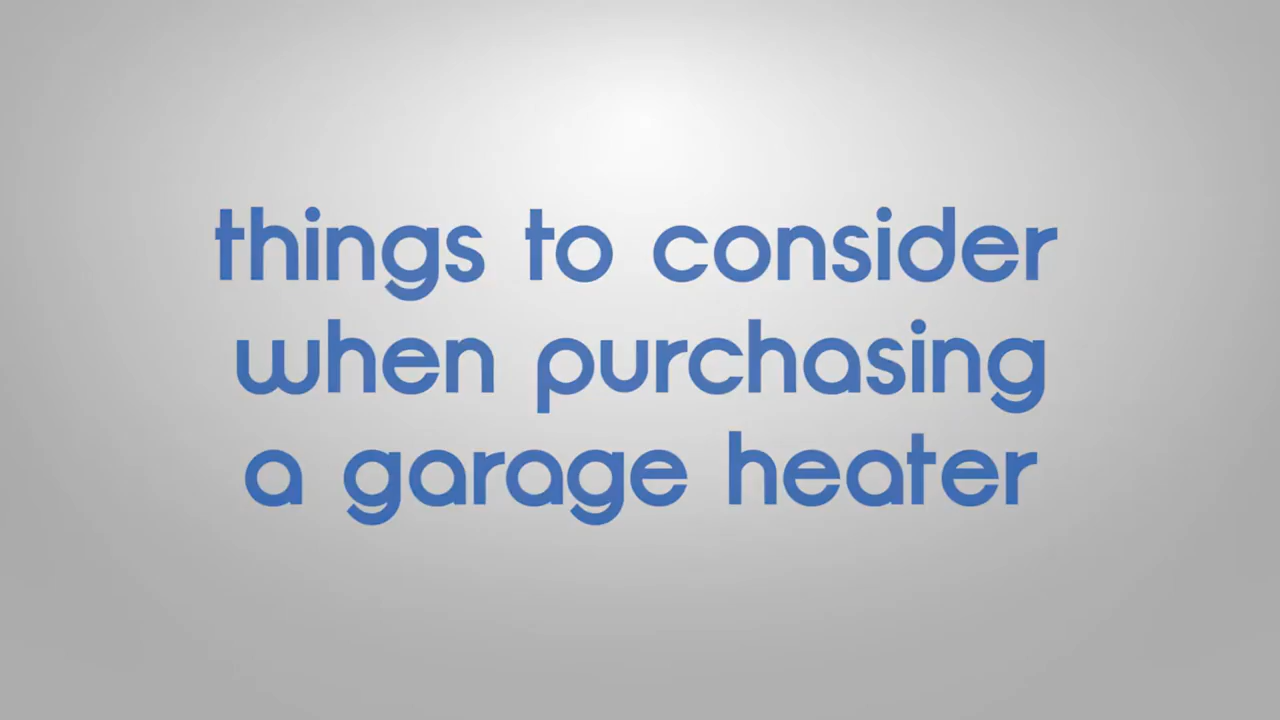 things to consider
when purchasing
a garage heater